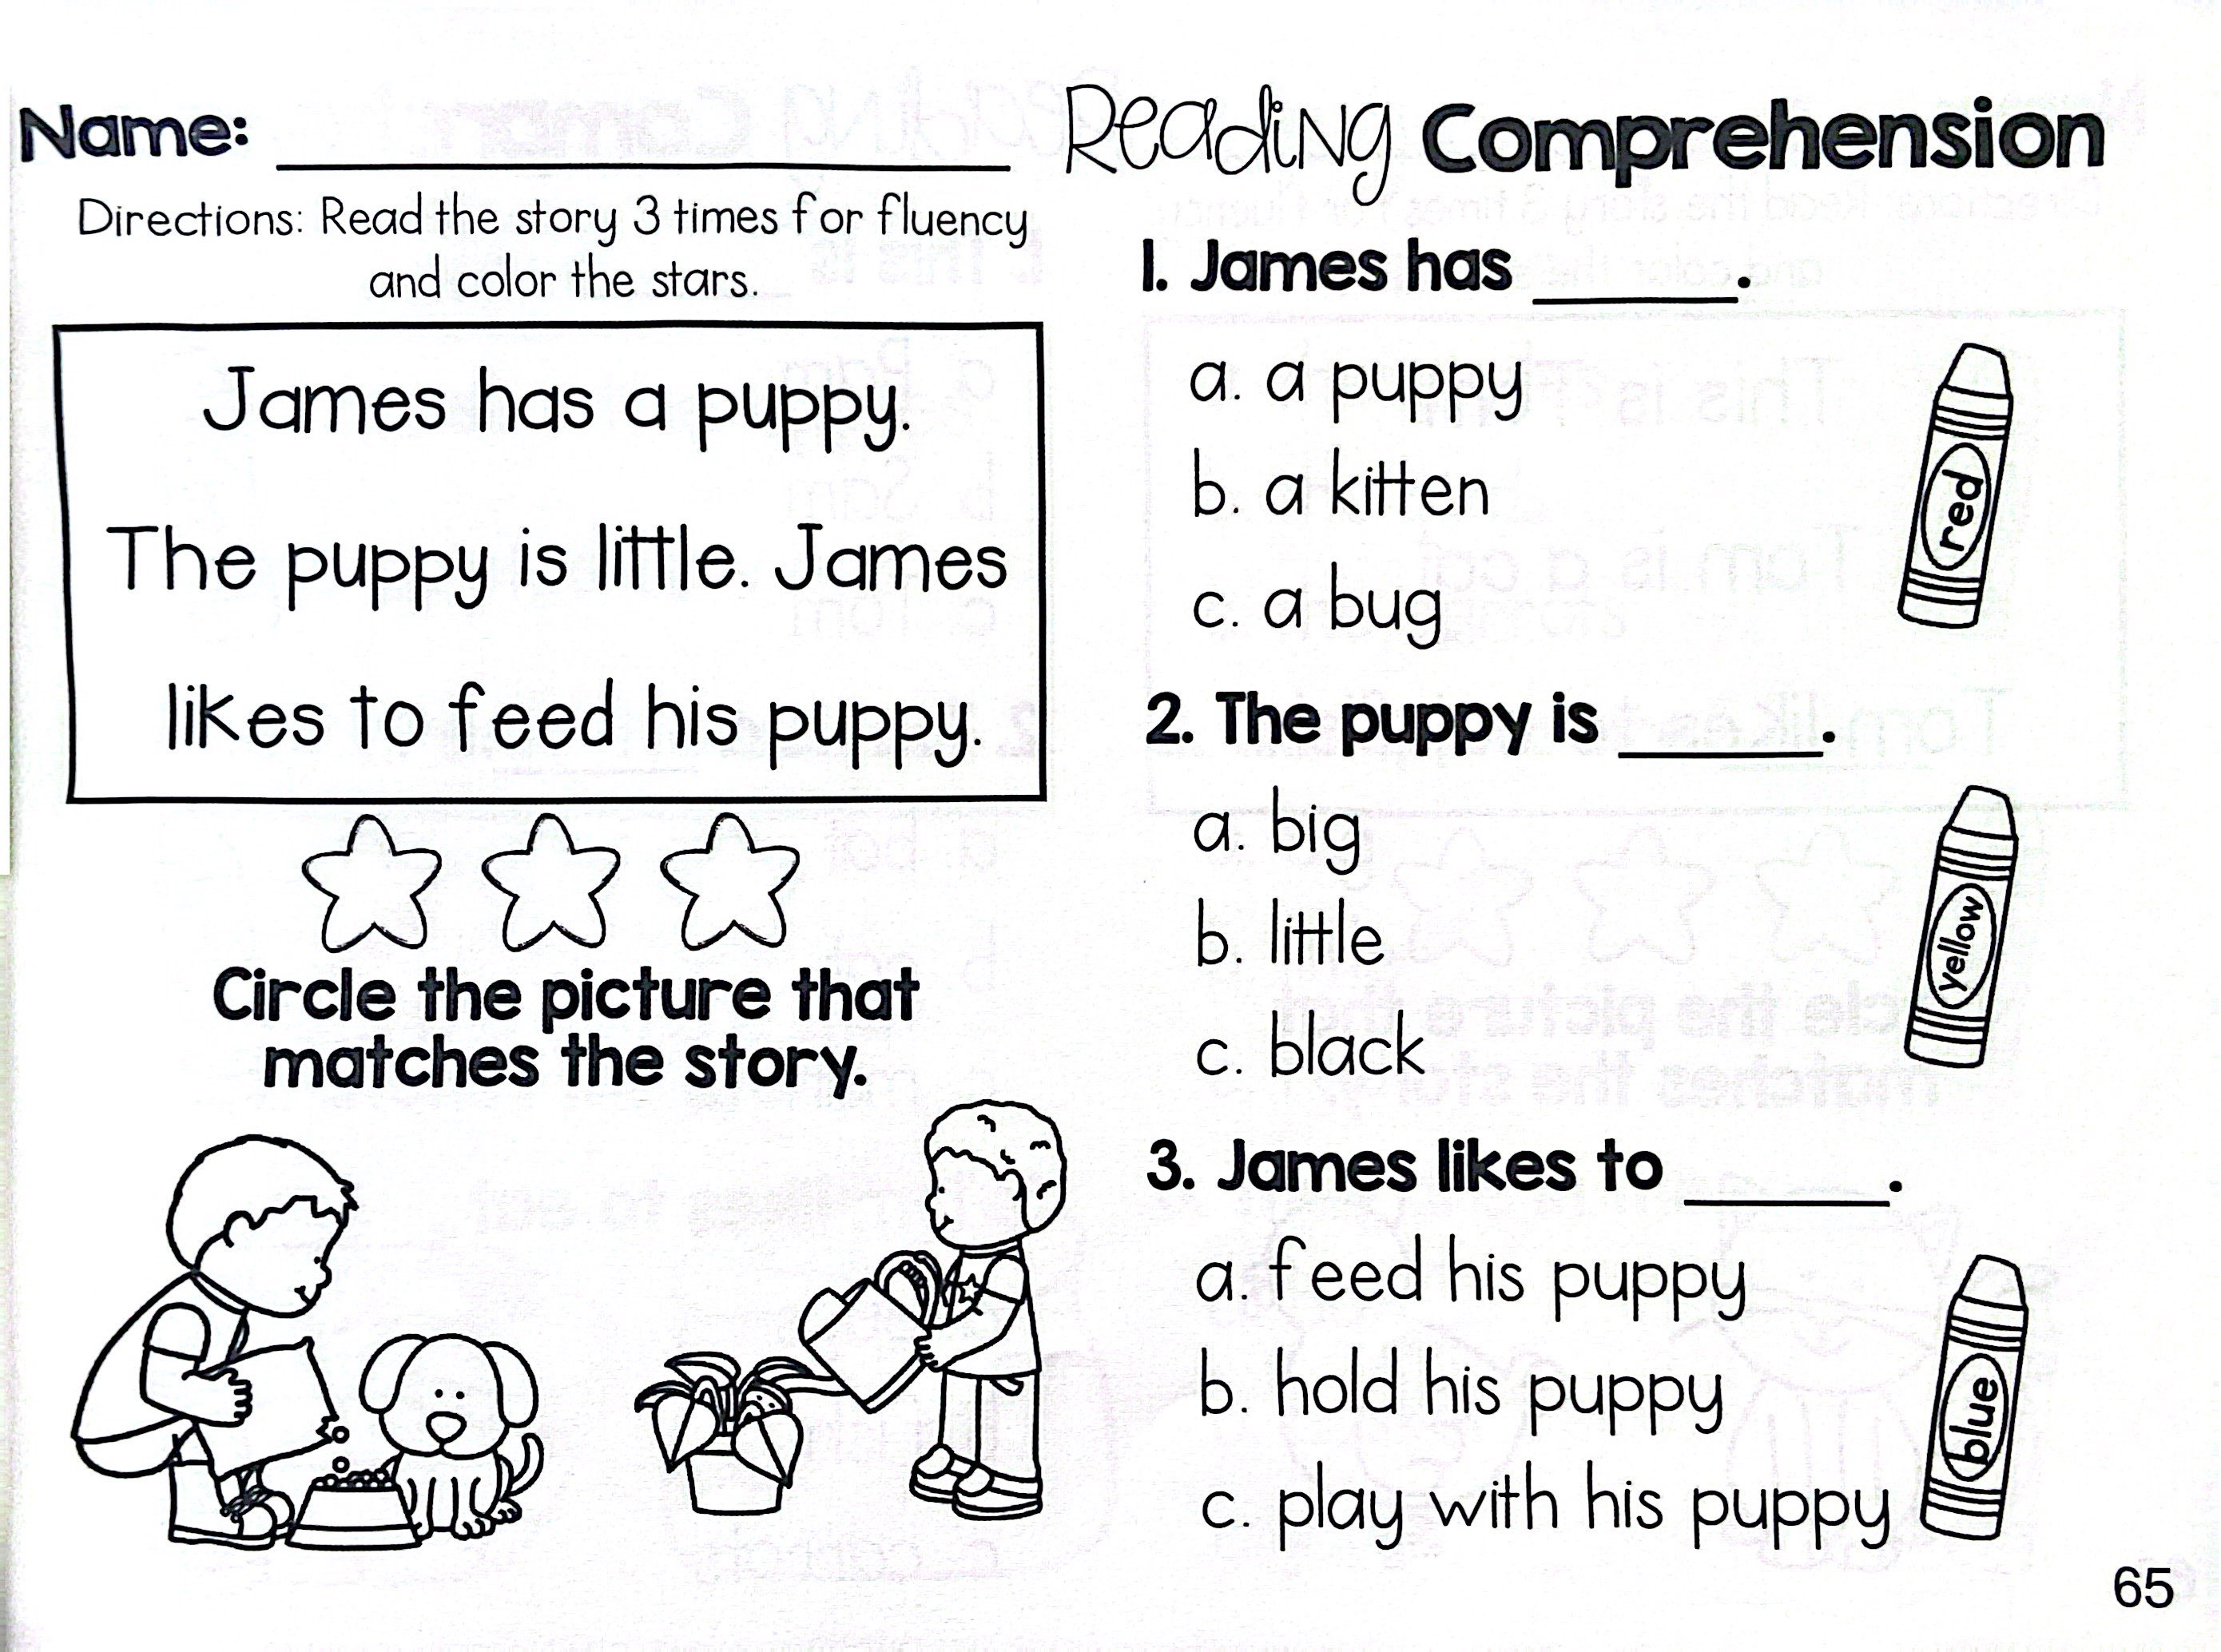 Name:
Directions: Read the story 3 times for fluency
and color the stars.
James has a puppy.
The puppy is little. James
likes to feed his puppy.
Circle the picture that
matches the story.
Reading Comprehension
1. James has ______.
a. a puppy
b. a kitten
c. a bug
red
2. The puppy is ______.
a. big
b. little
c. black
yellow
3. James likes to ______.
a. feed his puppy
b. hold his puppy
c. play with his puppy
blue
65